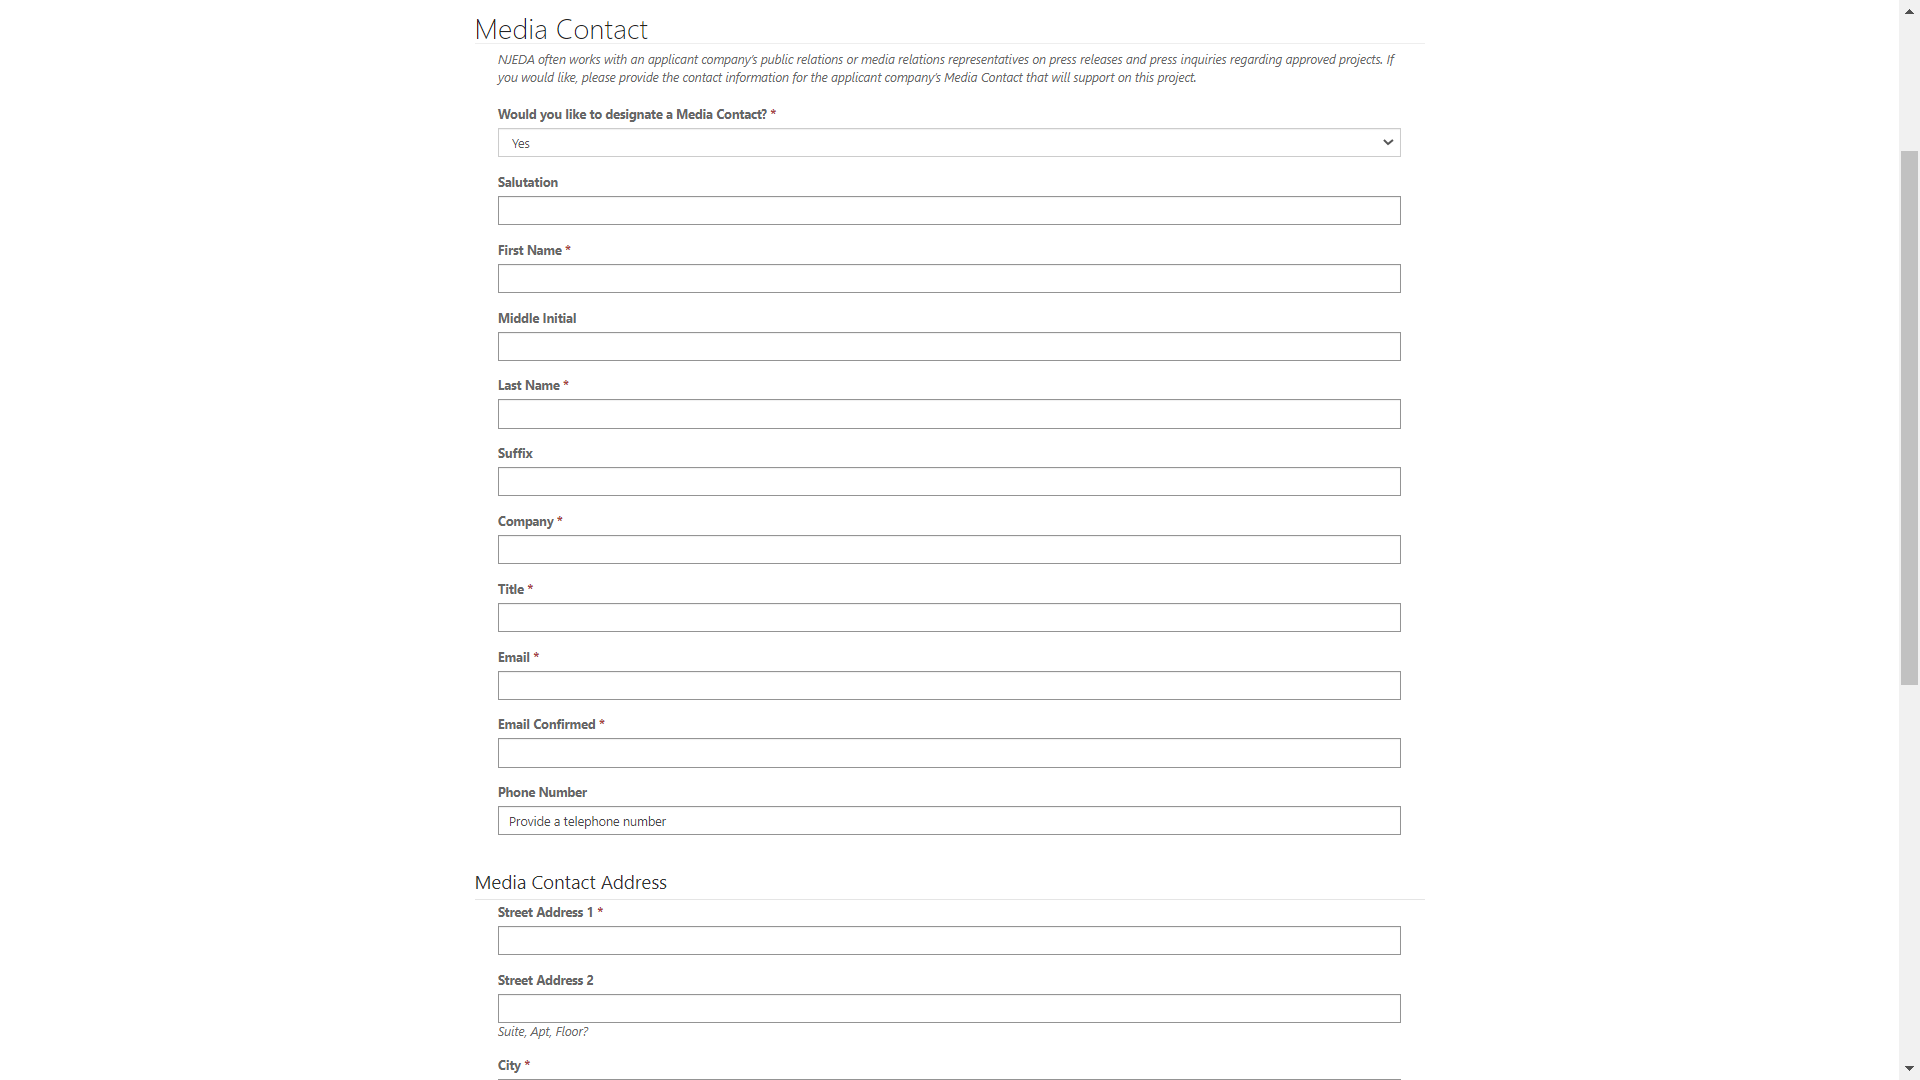 Media Contact
NJEDA often works with an applicant company's public relations or media relations representatives on press releases and press inquiries regarding approved projects. If
you would like, please provide the contact information for the applicant company's Media Contact that will support on this project.
Would you like to designate a Media Contact? *
Yes
Salutation
First Name *
Middle Initial
Last Name *
Suffix
Company *
Title *
Email *
Email Confirmed *
Phone Number
Provide a telephone number
Media Contact Address
Street Address 1 *
Street Address 2
Suite, Apt, Floor?
City *